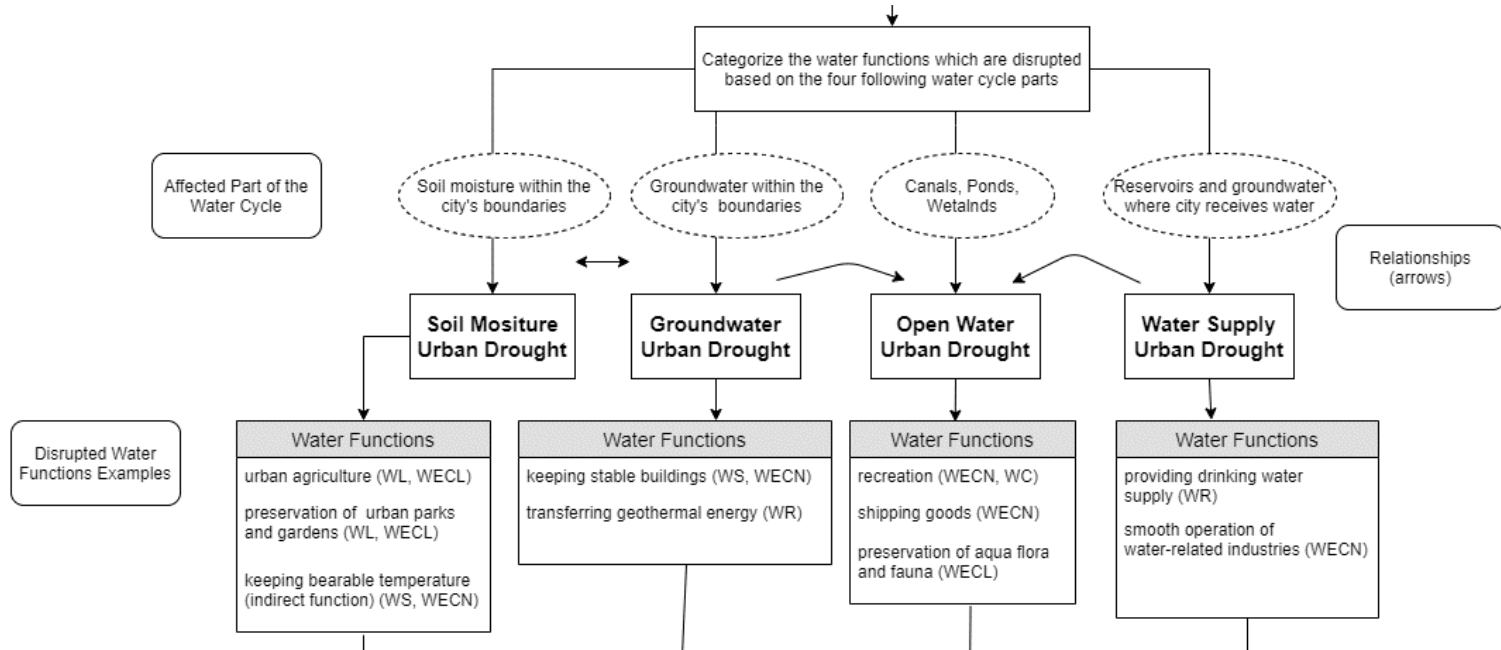 Categorize the water functions which are disrupted
based on the four following water cycle parts
Affected Part of the
Water Cycle
Soil moisture within the
city's boundaries
Groundwater within the
city's boundaries
Canals, Ponds,
Wetalnds
Reservoirs and groundwater
where city receives water
Relationships
(arrows)
Soil Mositure
Urban Drought
Groundwater
Urban Drought
Open Water
Urban Drought
Water Supply
Urban Drought
Disrupted Water
Functions Examples
Water Functions
urban agriculture (WL, WECL)
preservation of urban parks
and gardens (WL, WECL)
keeping bearable temperature
(indirect function) (WS, WECN)
Water Functions
keeping stable buildings (WS, WECN)
transferring geothermal energy (WR)
Water Functions
recreation (WECN, WC)
shipping goods (WECN)
preservation of aqua flora
and fauna (WECL)
Water Functions
providing drinking water
supply (WR)
smooth operation of
water-related industries (WECN)